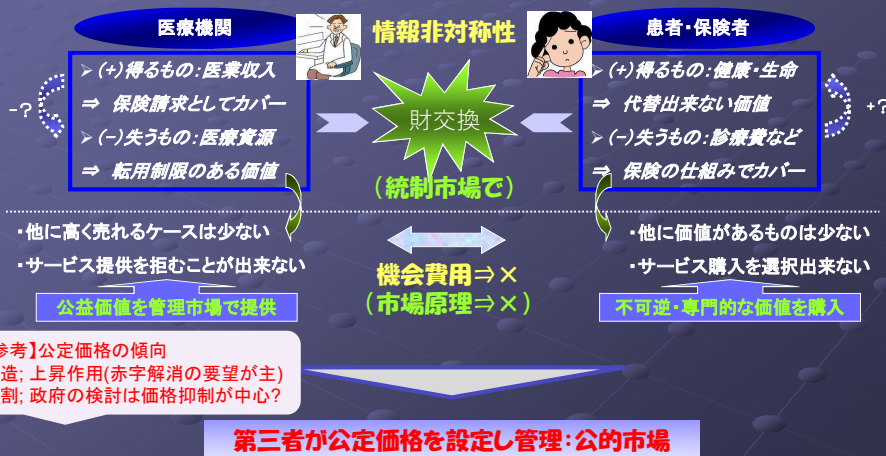 医療機関
情報非対称性
患者・保険者
➢(+)得るもの:医業収入
⇒ 保険請求としてカバー
➢(-)失うもの:医療資源
⇒ 転用制限のある価値
-?
財交換
(統制市場で)
➢(+)得るもの:健康・生命
⇒ 代替出来ない価値
➢(-)失うもの:診療費など
⇒ 保険の仕組みでカバー
+?
・他に高く売れるケースは少ない
・サービス提供を拒むことが出来ない
公益価値を管理市場で提供
機会費用⇒×
(市場原理⇒×)
・他に価値があるものは少ない
・サービス購入を選択出来ない
不可逆・専門的な価値を購入
参考】公定価格の傾向
造; 上昇作用(赤字解消の要望が主)
割; 政府の検討は価格抑制が中心?
第三者が公定価格を設定し管理:公的市場